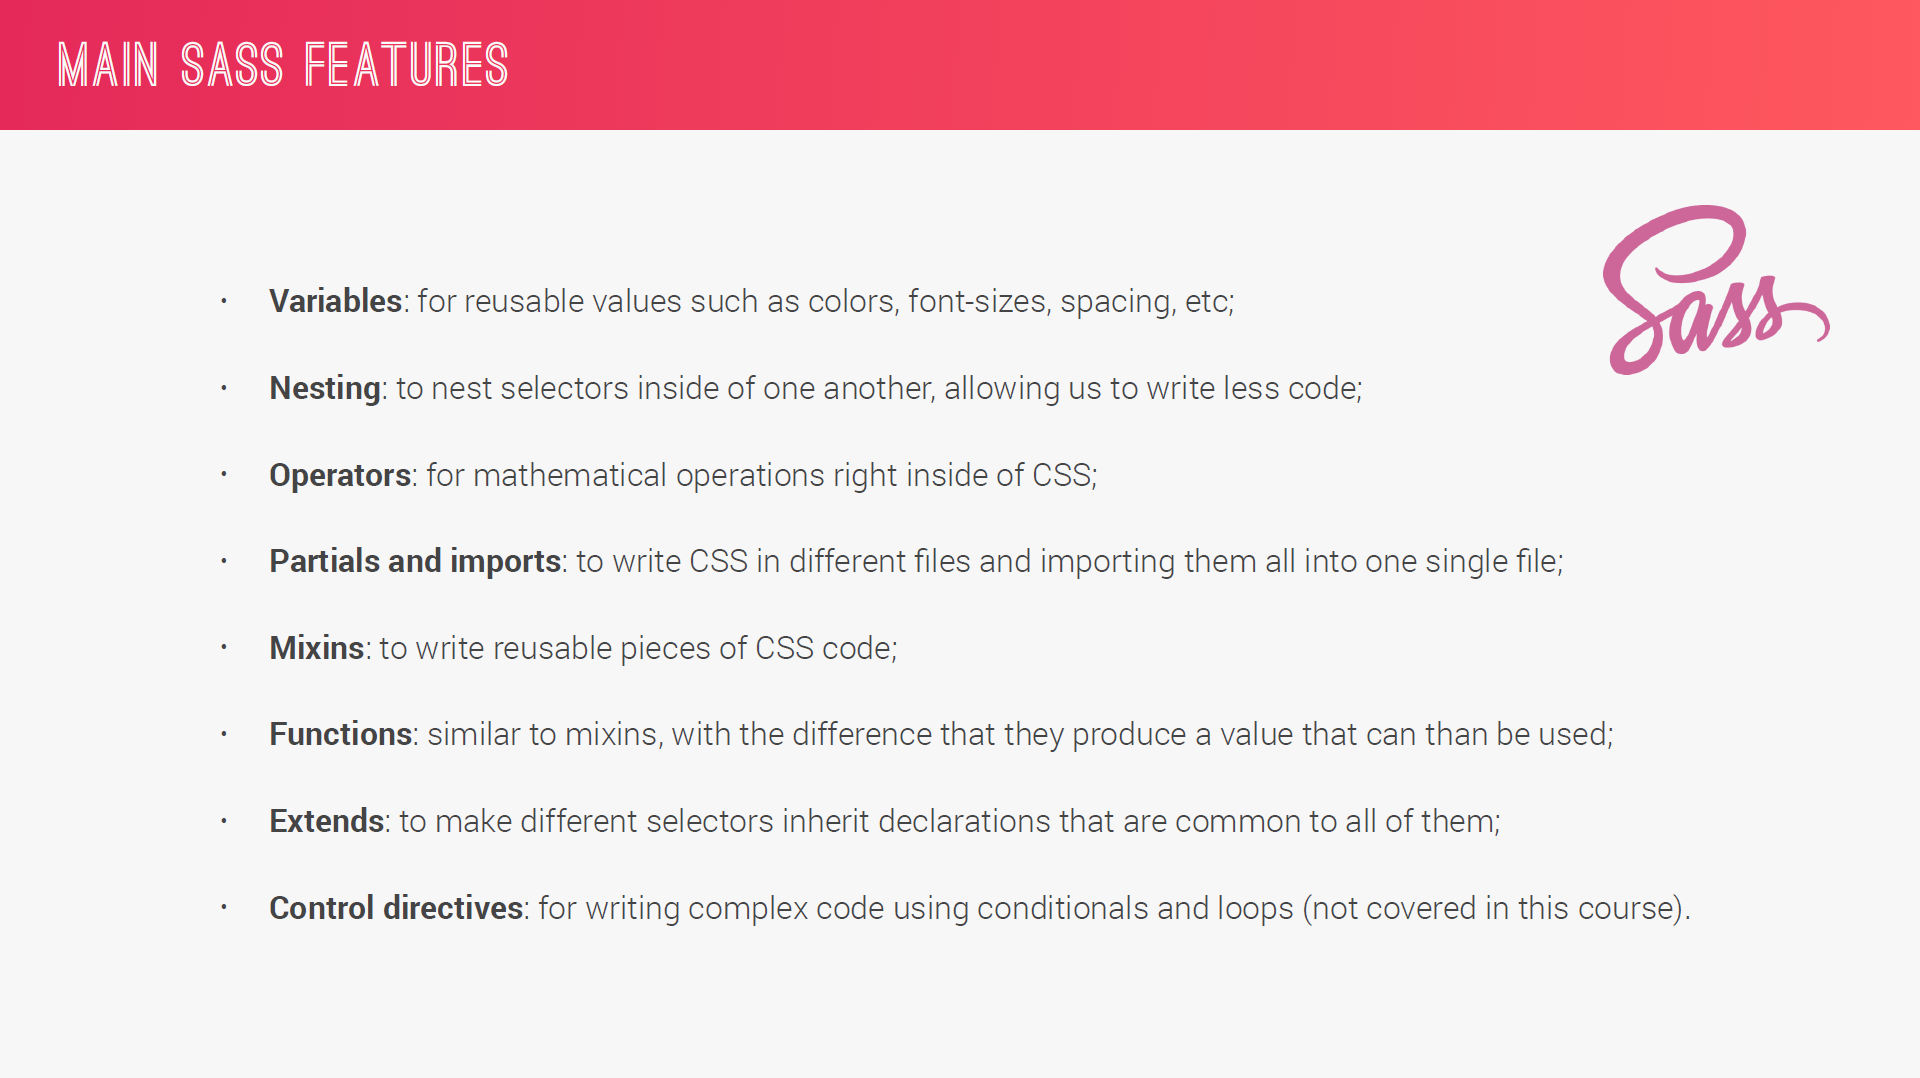 MAIN SASS FEATURES
Sass
• Variables: for reusable values such as colors, font-sizes, spacing, etc;
• Nesting: to nest selectors inside of one another, allowing us to write less code;
• Operators: for mathematical operations right inside of CSS;
• Partials and imports: to write CSS in different files and importing them all into one single file;
• Mixins: to write reusable pieces of CSS code;
• Functions: similar to mixins, with the difference that they produce a value that can than be used;
• Extends: to make different selectors inherit declarations that are common to all of them;
• Control directives: for writing complex code using conditionals and loops (not covered in this course).